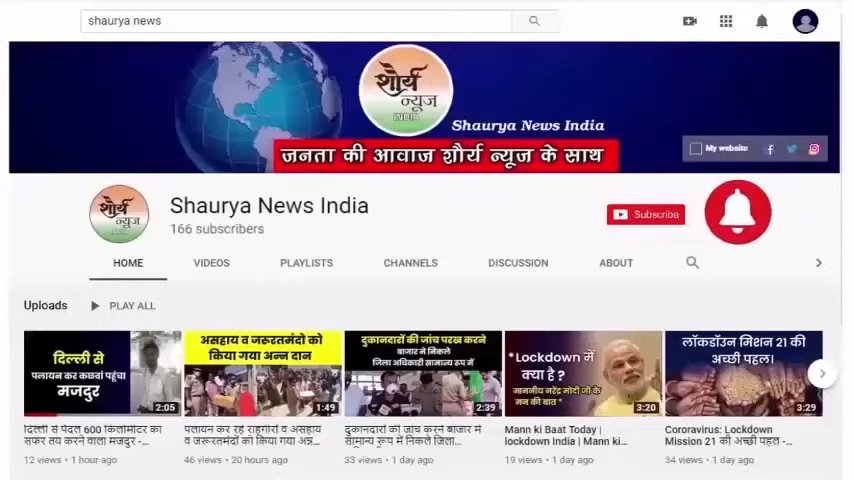 shaurya news
शौर्य
न्यूज
INDIA
Shaurya News India
My website
जनता की आवाज शौर्य न्यूज के साथ
शौर्य
न्यूज
INDIA
Shaurya News India
166 subscribers
Subscribe
HOME VIDEOS PLAYLISTS CHANNELS DISCUSSION ABOUT
Uploads PLAY ALL
दिल्ली से
पलायन कर कछवां पहुंचा
मजदुर
2:05
असहाय व जरूरतमंदो को
किया गया अन्न दान
1:49
दुकानदारों की जांच परख करने
बाजार मे निकले
जिला अधिकारी सामान्य रूप में
2:39
"Lockdown में
क्या है ?
माननीय नरेंद्र मोदी जी के
मन की बात"
3:20
लॉकडॉउन मिशन 21 की
अच्छी पहल।
3:29
दिल्ली से पैदल 600 किलोमीटर का
सफर तय करने वाला मजदुर -...
12 views • 1 hour ago
पलायन कर रहे राहगीरों व असहाय
व जरूरतमंदों को किया गया अन्न...
46 views • 20 hours ago
दुकानदारों की जांच करने बाजार में
सामान्य रूप में निकले जिला...
33 views • 1 day ago
Mann ki Baat Today |
lockdown India | Mann ki...
19 views • 1 day ago
Cororavirus: Lockdown
Mission 21 की अच्छी पहल -...
34 views • 1 day ago